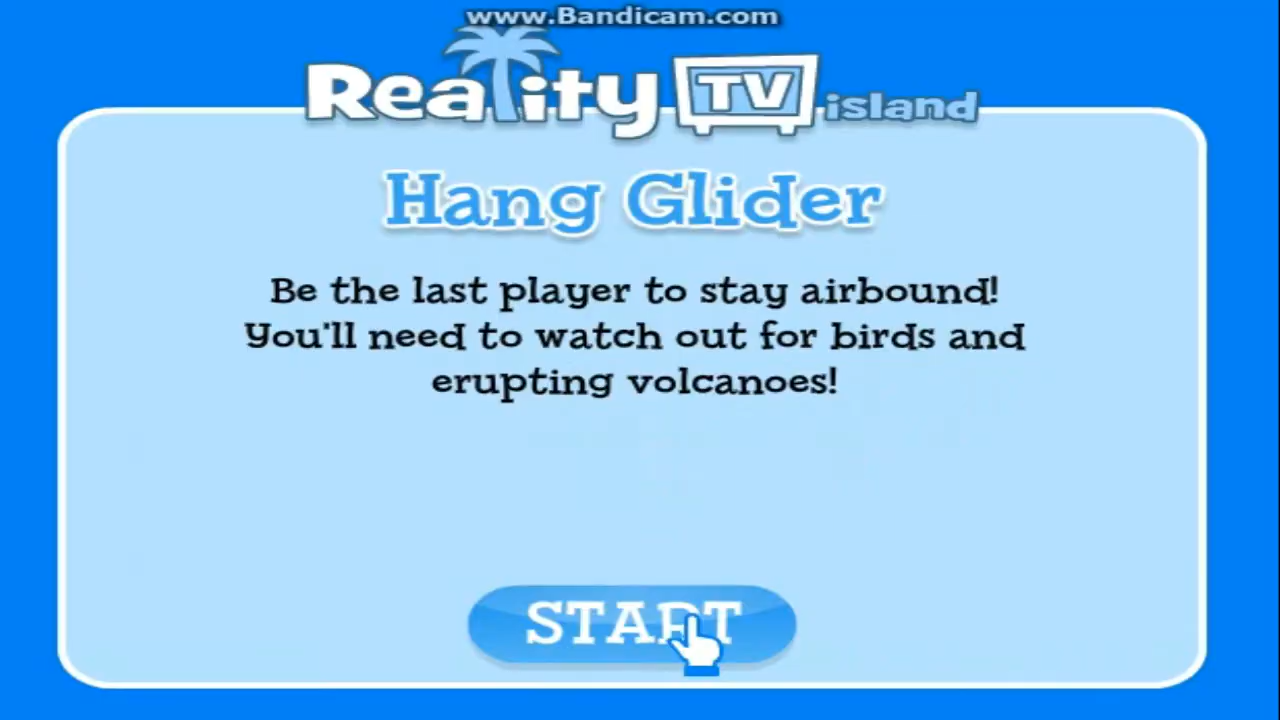 www.Bandicam.com
Reality TV island
Hang Glider
Be the last player to stay airbound!
You'll need to watch out for birds and
erupting volcanoes!
START